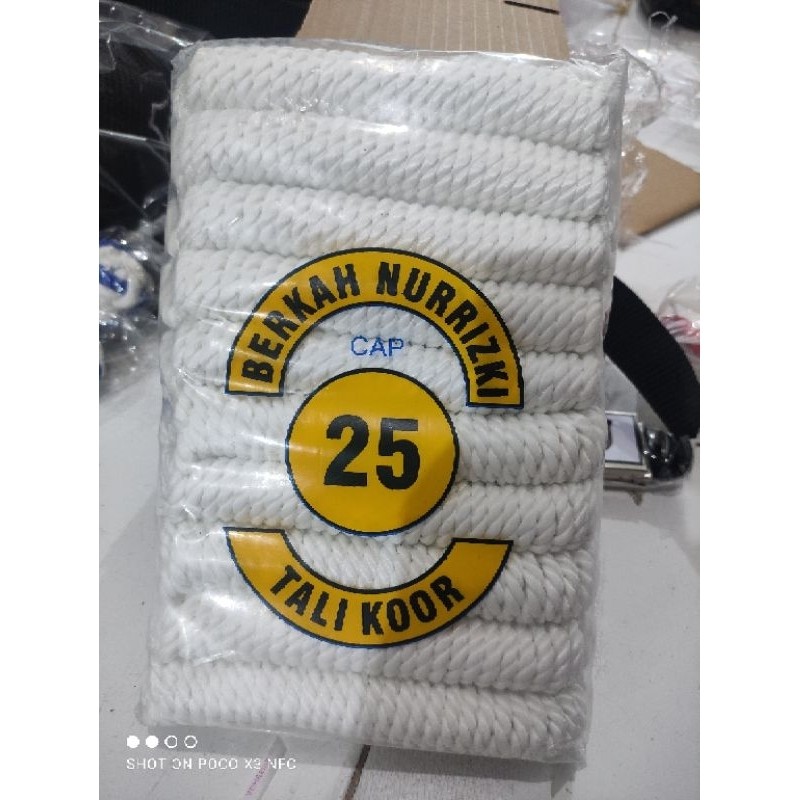 BERKAH NURRIZKI
CAP
25
TALI KOOR
SHOT ON POCO X3 NFC